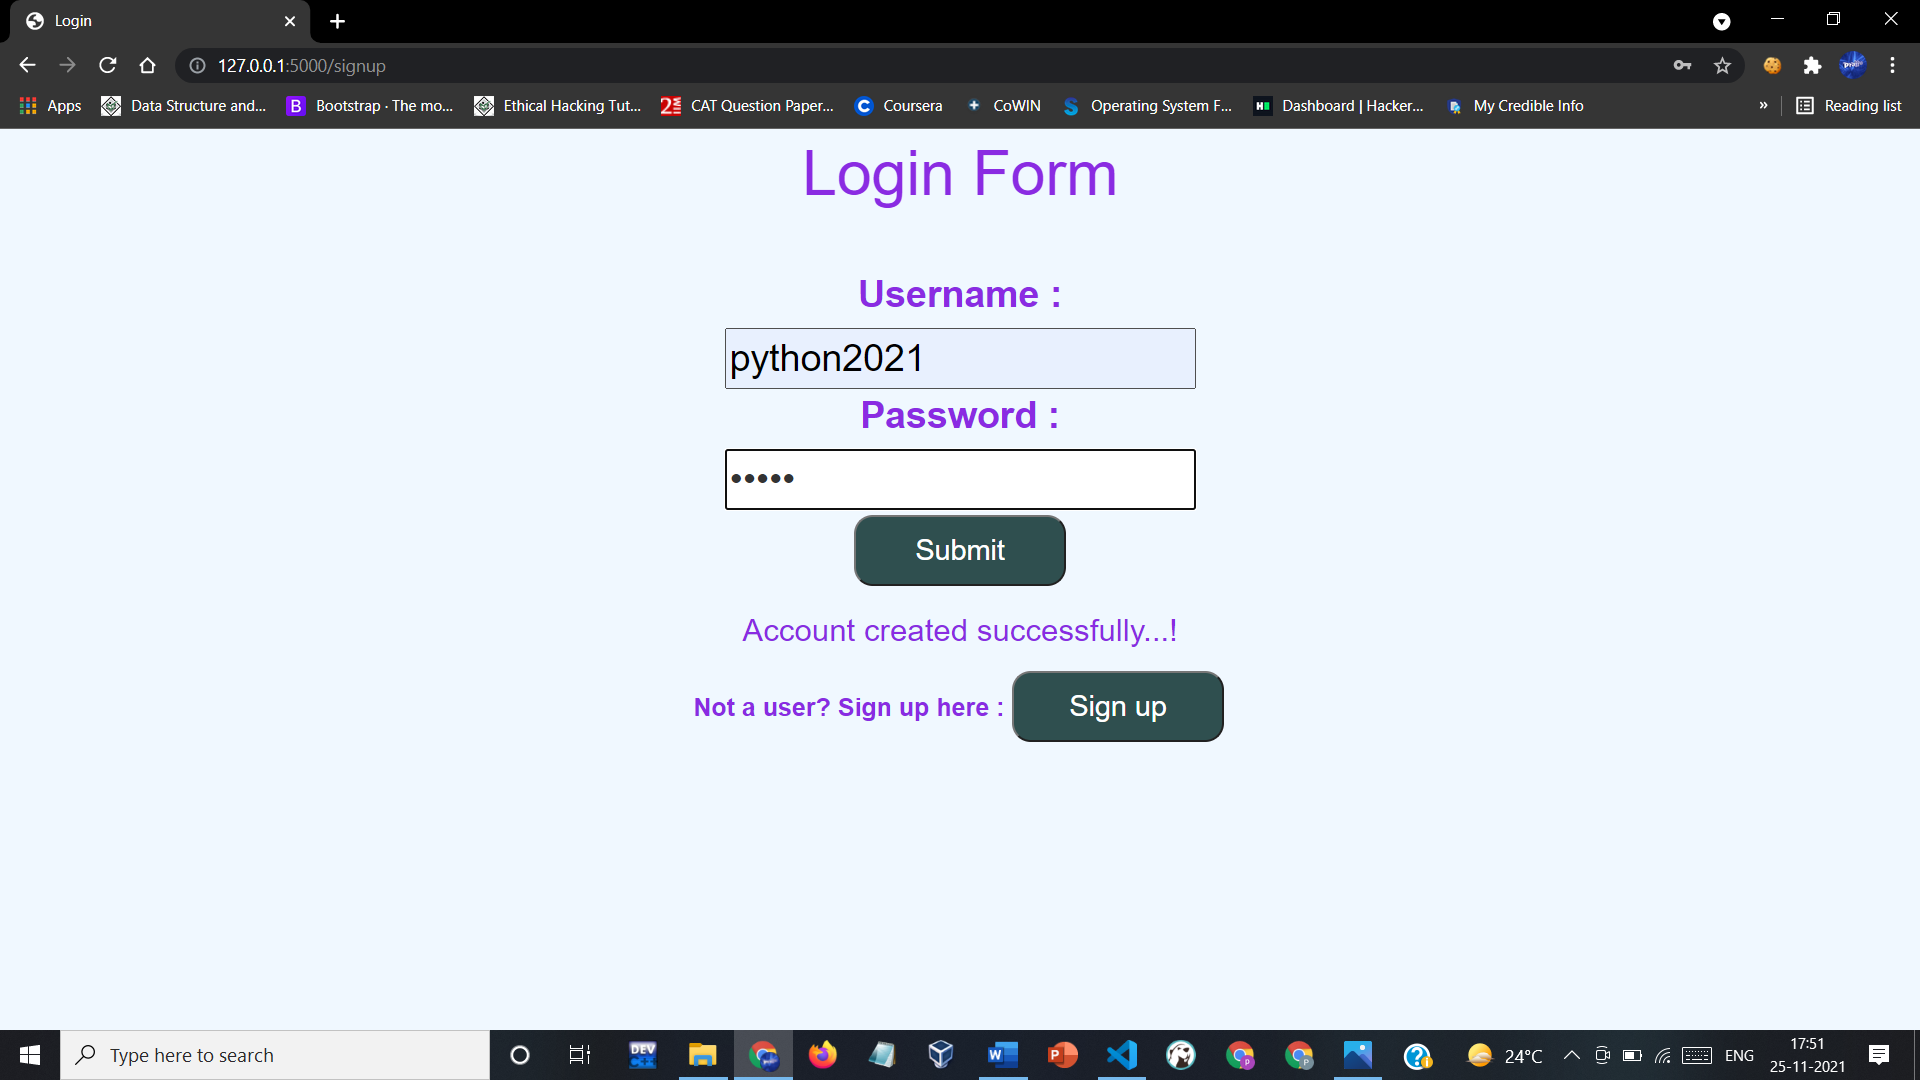 Login
127.0.0.1:5000/signup
Apps
Data Structure and...
B
Bootstrap · The mo...
Ethical Hacking Tut...
CAT Question Paper...
Coursera
CoWIN
Operating System F...
Dashboard | Hacker...
My Credible Info
»
Reading list
Login Form
Username :
python2021
Password :
•••••
Submit
Account created successfully...!
Not a user? Sign up here : Sign up
Type here to search
DEV
24°C
ENG
17:51
25-11-2021